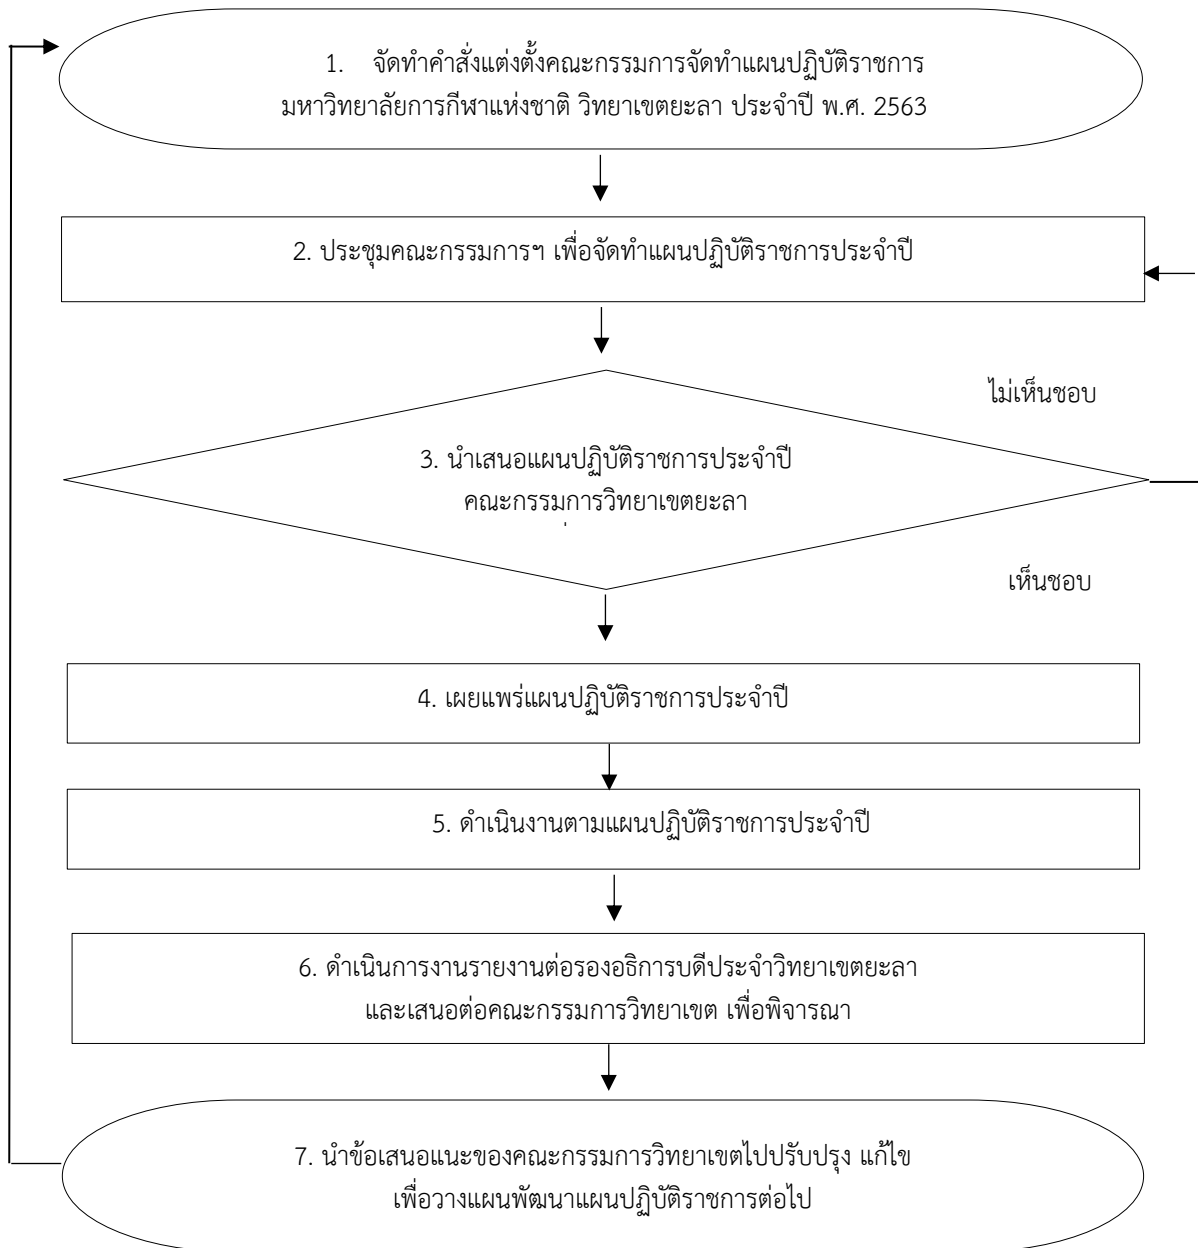 1. จัดทำคำสั่งแต่งตั้งคณะกรรมการจัดทำแผนปฏิบัติราชการ
มหาวิทยาลัยการกีฬาแห่งชาติ วิทยาเขตยะลา ประจำปี พ.ศ. 2563
2. ประชุมคณะกรรมการฯ เพื่อจัดทำแผนปฏิบัติราชการประจำปี
ไม่เห็นชอบ
3. นำเสนอแผนปฏิบัติราชการประจำปี
คณะกรรมการวิทยาเขตยะลา
เห็นชอบ
4. เผยแพร่แผนปฏิบัติราชการประจำปี
5. ดำเนินงานตามแผนปฏิบัติราชการประจำปี
6. ดำเนินการงานรายงานต่อรองอธิการบดีประจำวิทยาเขตยะลา
และเสนอต่อคณะกรรมการวิทยาเขต เพื่อพิจารณา
7. นำข้อเสนอแนะของคณะกรรมการวิทยาเขตไปปรับปรุง แก้ไข
เพื่อวางแผนพัฒนาแผนปฏิบัติราชการต่อไป